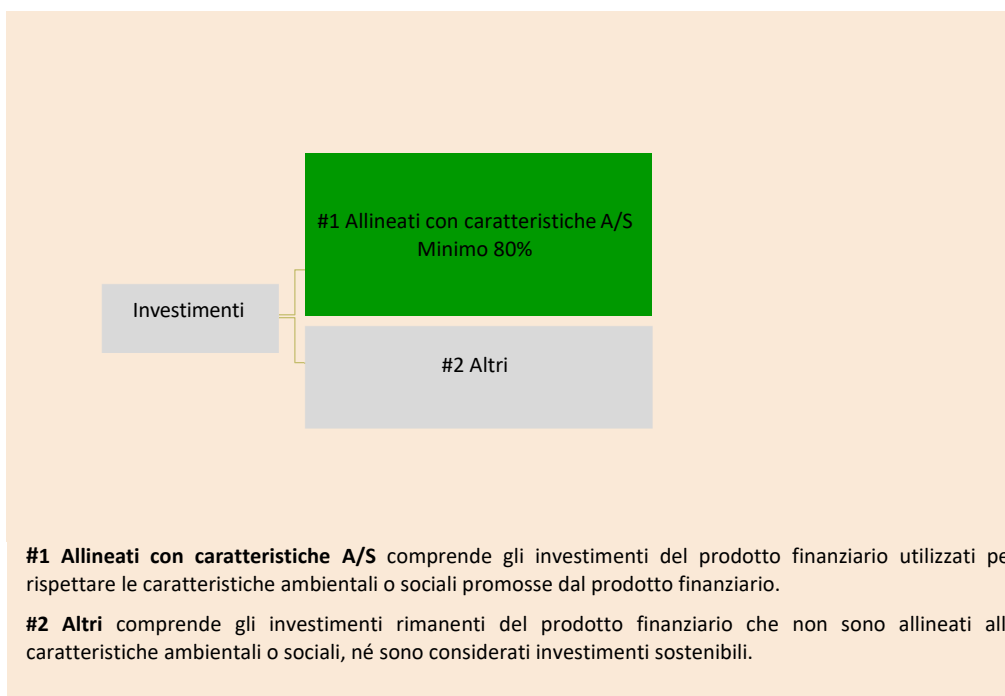 #1 Allineati con caratteristiche A/S
Minimo 80%
Investimenti
#2 Altri
#1 Allineati con caratteristiche A/S comprende gli investimenti del prodotto finanziario utilizzati pe
rispettare le caratteristiche ambientali o sociali promosse dal prodotto finanziario.
#2 Altri comprende gli investimenti rimanenti del prodotto finanziario che non sono allineati all
caratteristiche ambientali o sociali, né sono considerati investimenti sostenibili.